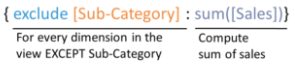 { exclude [Sub-Category] : sum([Sales])}
For every dimension in the Compute
view EXCEPT Sub-Category sum of sales